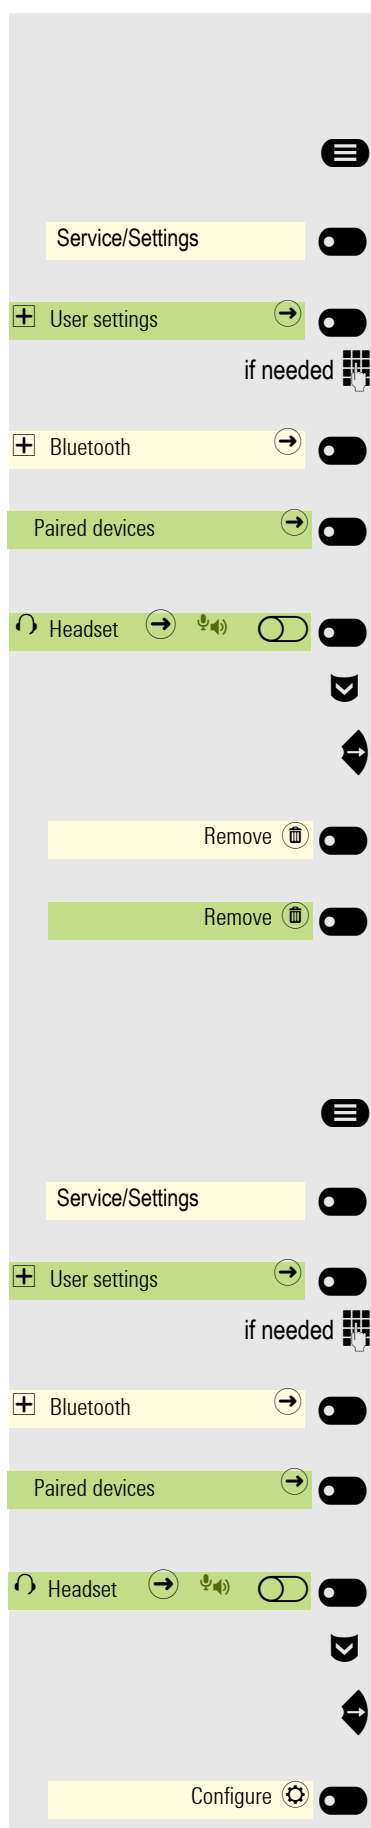 Service/Settings
User settings
if needed
Bluetooth
Paired devices
Headset
Remove
Remove
Service/Settings
User settings
if needed
Bluetooth
Paired devices
Headset
Configure